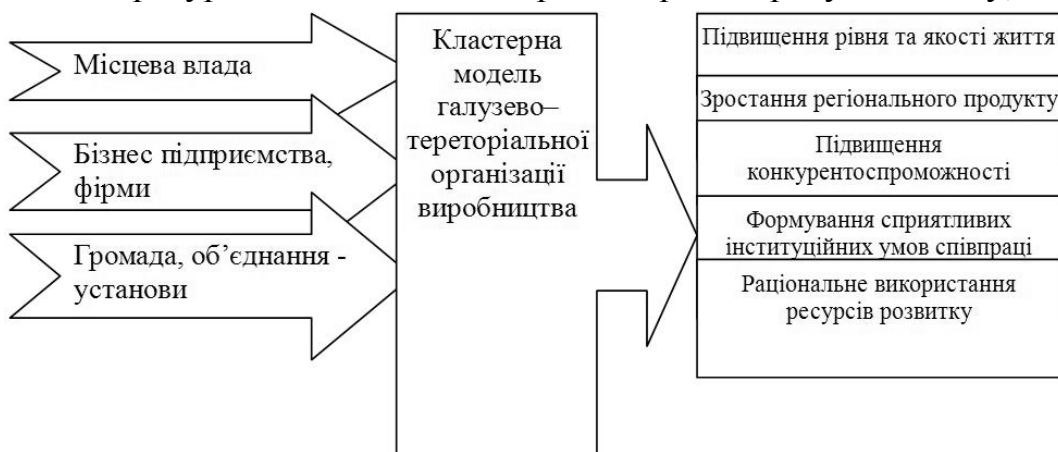 Місцева влада
Бізнес підприємства,
фірми
Громада, об’єднання -
установи
Кластерна
модель
галузево–
тереторіальної
організації
виробництва
Підвищення рівня та якості життя
Зростання регіонального продукту
Підвищення
конкурентоспроможності
Формування сприятливих
інституційних умов співпраці
Раціональне використання
ресурсів розвитку